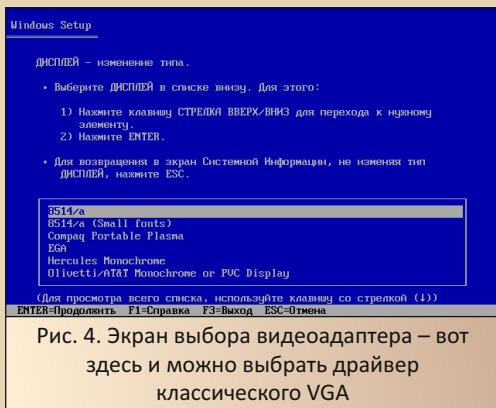 Windows Setup
ДИСПЛЕЙ – изменение типа.
• Выберите ДИСПЛЕЙ в списке внизу. Для этого:
1) Нажмите клавишу СТРЕЛКА ВВЕРХ/ВНИЗ для перехода к нужному
элементу.
2) Нажмите ENTER.
• Для возвращения в экран Системной Информации, не изменяя тип
ДИСПЛЕЙ, нажмите ESC.
8514/a
8514/a (Small fonts)
Compaq Portable Plasma
EGA
Hercules Monochrome
Olivetti/AT&T Monochrome or PVC Display
(Для просмотра всего списка, используйте клавишу со стрелкой (↓))
ENTER=Продолжить F1=Справка F3=Выход ESC=Отмена
Рис. 4. Экран выбора видеоадаптера – вот
здесь и можно выбрать драйвер
классического VGA